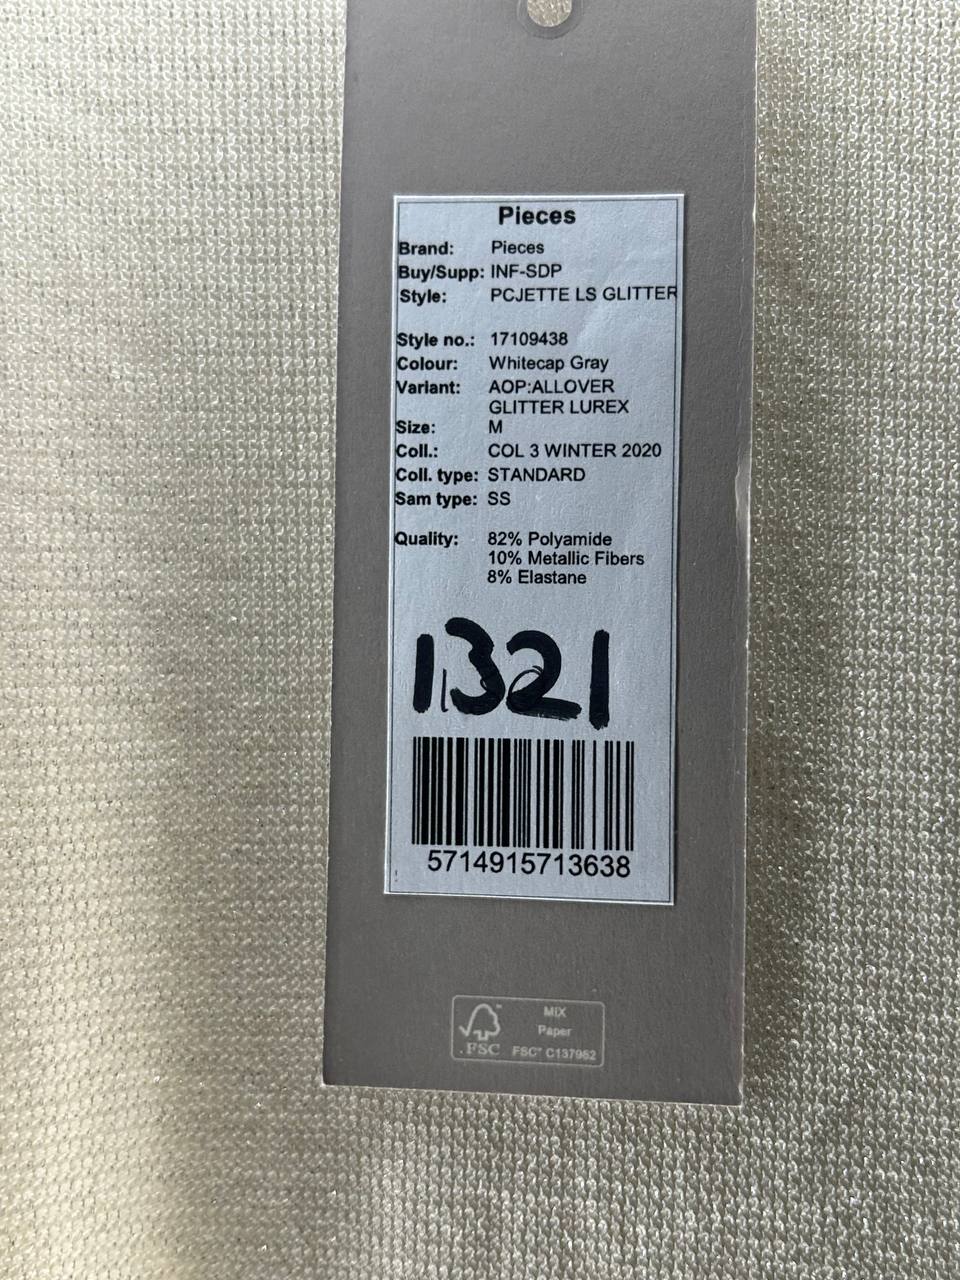 Pieces
Brand: Pieces
Buy/Supp: INF-SDP
Style: PCJETTE LS GLITTER
Style no.: 17109438
Colour: Whitecap Gray
Variant: AOP:ALLOVER
GLITTER LUREX
Size: M
Coll.: COL 3 WINTER 2020
Coll. type: STANDARD
Sam type: SS
Quality: 82% Polyamide
10% Metallic Fibers
8% Elastane
1321
5714915713638
MIX
Paper
FSC FSC® C137982